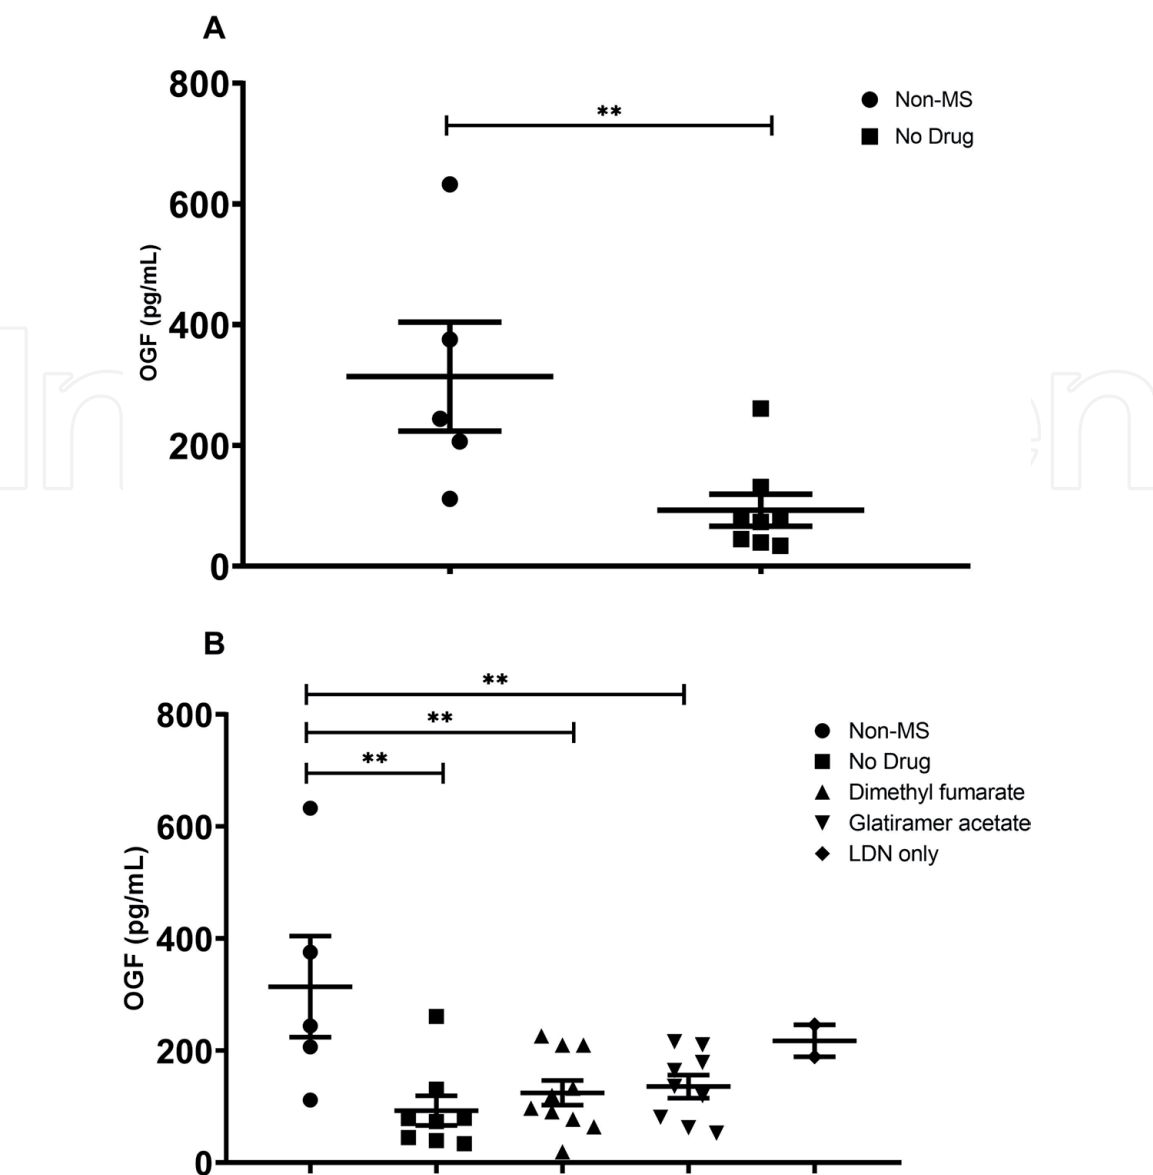 A
800
600
400
200
0
OGF (pg/mL)
**
Non-MS
No Drug
B
800
600
400
200
0
OGF (pg/mL)
**
**
**
Non-MS
No Drug
Dimethyl fumarate
Glatiramer acetate
LDN only